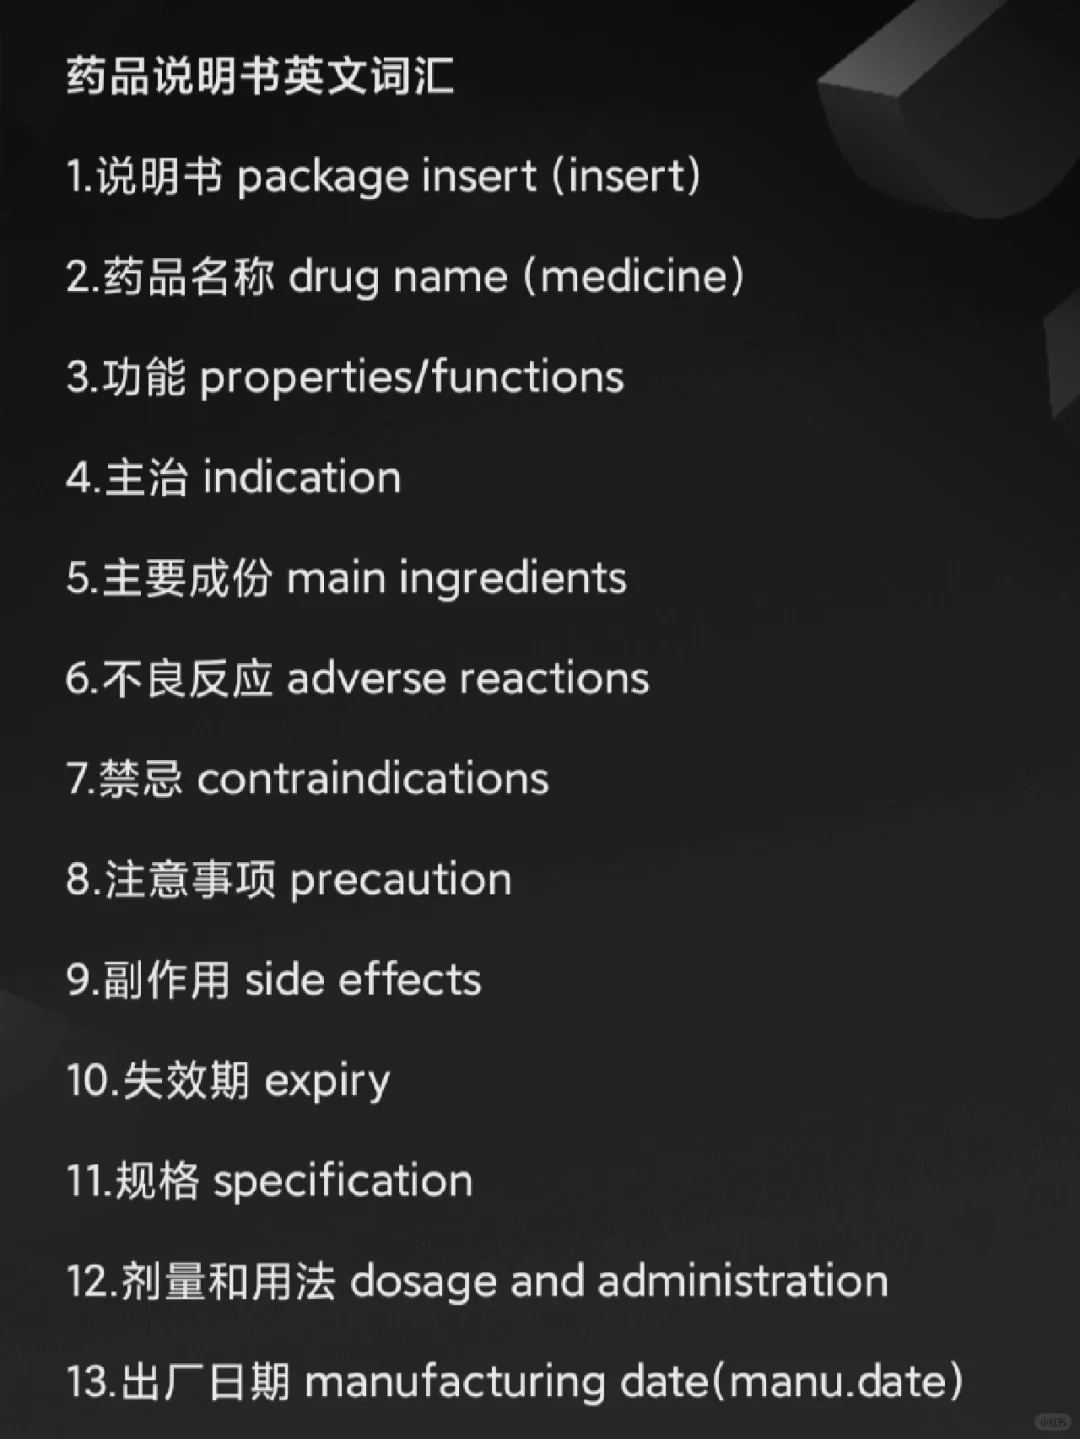 药品说明书英文词汇
1.说明书 package insert (insert)
2.药品名称 drug name (medicine)
3.功能 properties/functions
4.主治 indication
5.主要成份 main ingredients
6.不良反应 adverse reactions
7.禁忌 contraindications
8.注意事项 precaution
9.副作用 side effects
10.失效期 expiry
11.规格 specification
12.剂量和用法 dosage and administration
13.出厂日期 manufacturing date(manu.date)
小红书